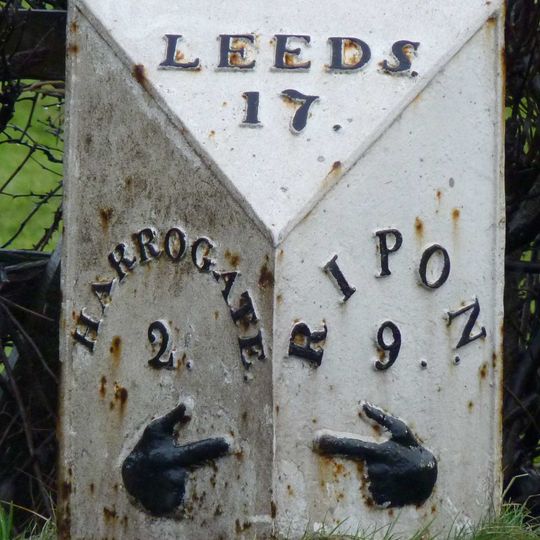 LEEDS.
17.
HARROGATE.
2.
RIPON.
9.